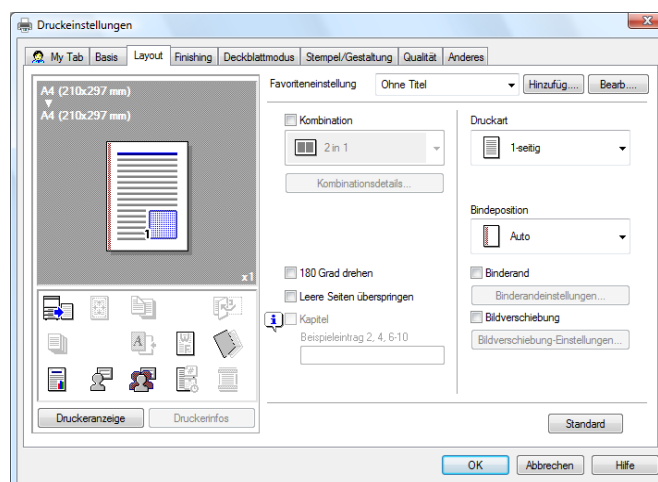 Druckeinstellungen
My Tab Basis Layout Finishing Deckblattmodus Stempel/Gestaltung Qualität Anderes
A4 (210x297 mm)
A4 (210x297 mm)
1
x1
Druckeranzeige Druckerinfos
Favoriteneinstellung Ohne Titel Hinzufüg.... Bearb....
Kombination
2 in 1
Kombinationsdetails...
180 Grad drehen
Leere Seiten überspringen
Kapitel
Beispieleintrag 2, 4, 6-10
Druckart
1-seitig
Bindeposition
Auto
Binderand
Binderandeinstellungen...
Bildverschiebung
Bildverschiebung-Einstellungen...
Standard
OK Abbrechen Hilfe